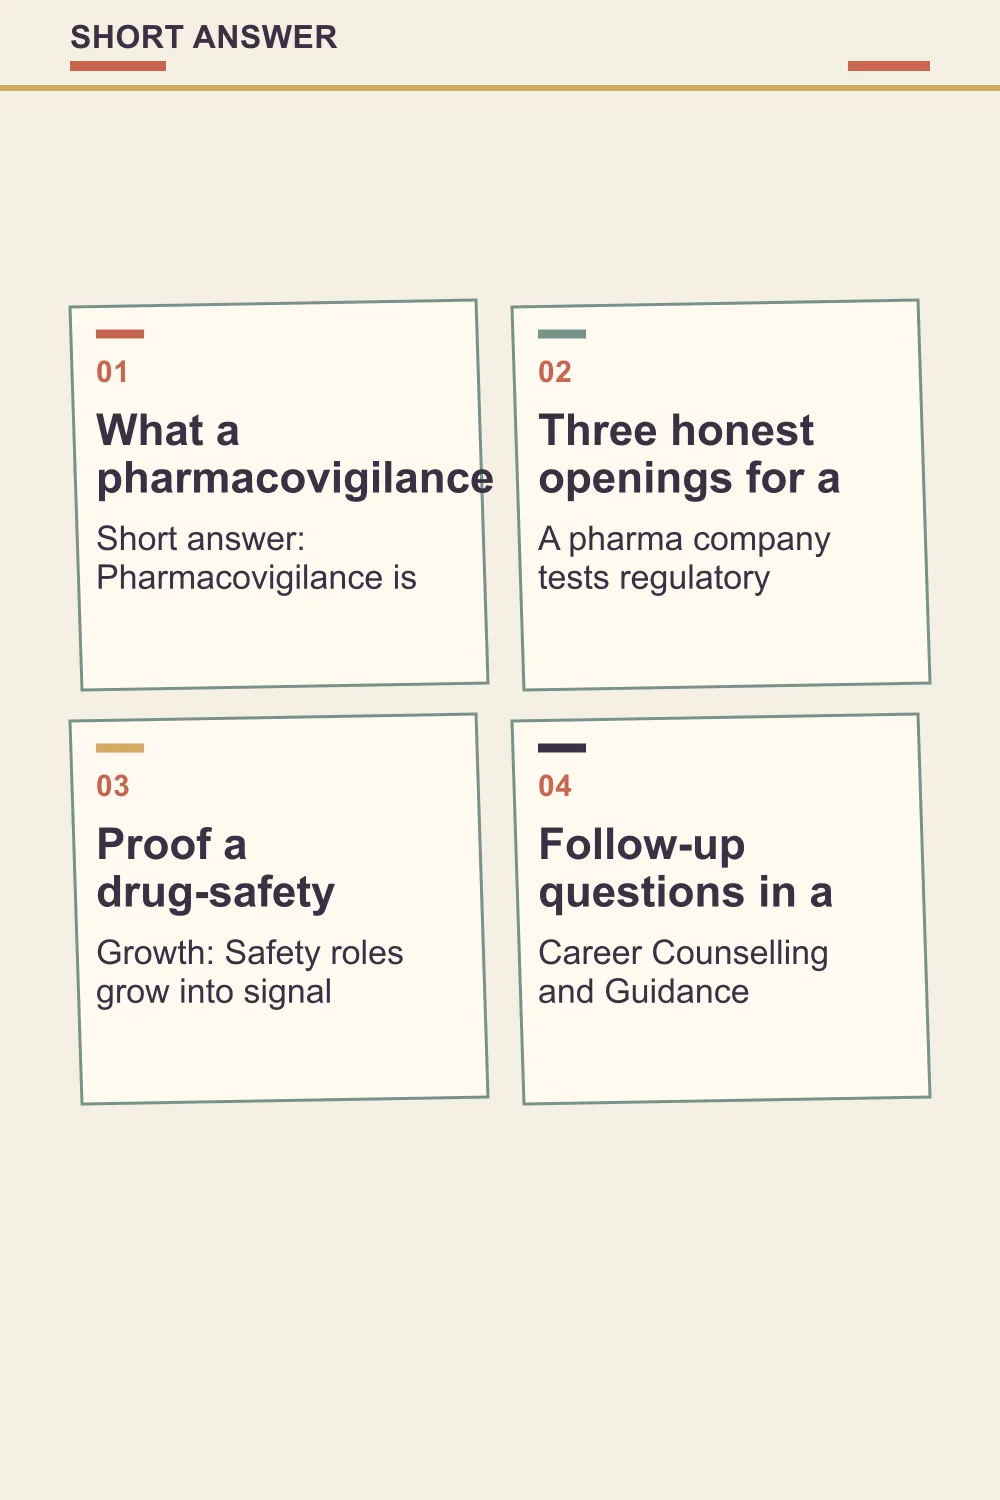 SHORT ANSWER
01
What a
pharmacovigilance
Short answer:
Pharmacovigilance is
02
Three honest
openings for a
A pharma company
tests regulatory
03
Proof a
drug-safety
Growth: Safety roles
grow into signal
04
Follow-up
questions in a
Career Counselling
and Guidance